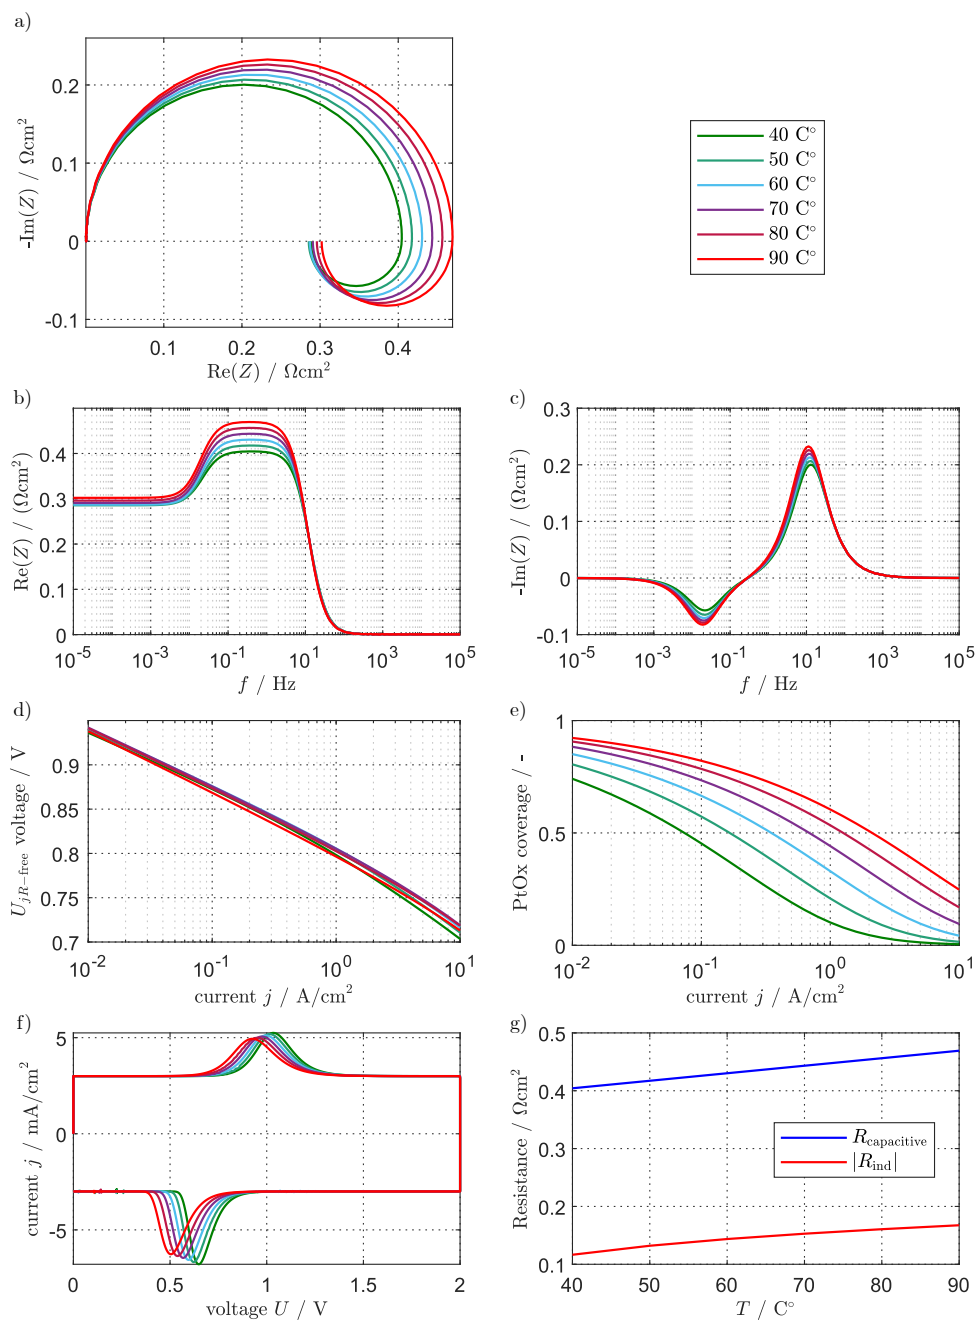 a)
-Im(Z) / Ωcm²
0.2
0.1
0
-0.1
0.1 0.2 0.3 0.4
Re(Z) / Ωcm²
40 C°
50 C°
60 C°
70 C°
80 C°
90 C°
b)
Re(Z) / (Ωcm²)
0.4
0.3
0.2
0.1
0
10⁻⁵ 10⁻³ 10⁻¹ 10¹ 10³ 10⁵
f / Hz
c)
-Im(Z) / (Ωcm²)
0.3
0.2
0.1
0
-0.1
10⁻⁵ 10⁻³ 10⁻¹ 10¹ 10³ 10⁵
f / Hz
d)
U_{jR−free} voltage / V
0.9
0.85
0.8
0.75
0.7
10⁻² 10⁻¹ 10⁰ 10¹
current j / A/cm²
e)
PtOx coverage / -
1
0.5
0
10⁻² 10⁻¹ 10⁰ 10¹
current j / A/cm²
f)
current j / mA/cm²
5
0
-5
0 0.5 1 1.5 2
voltage U / V
g)
Resistance / Ωcm²
0.5
0.4
0.3
0.2
0.1
R_{capacitive}
|R_{ind}|
40 50 60 70 80 90
T / C°